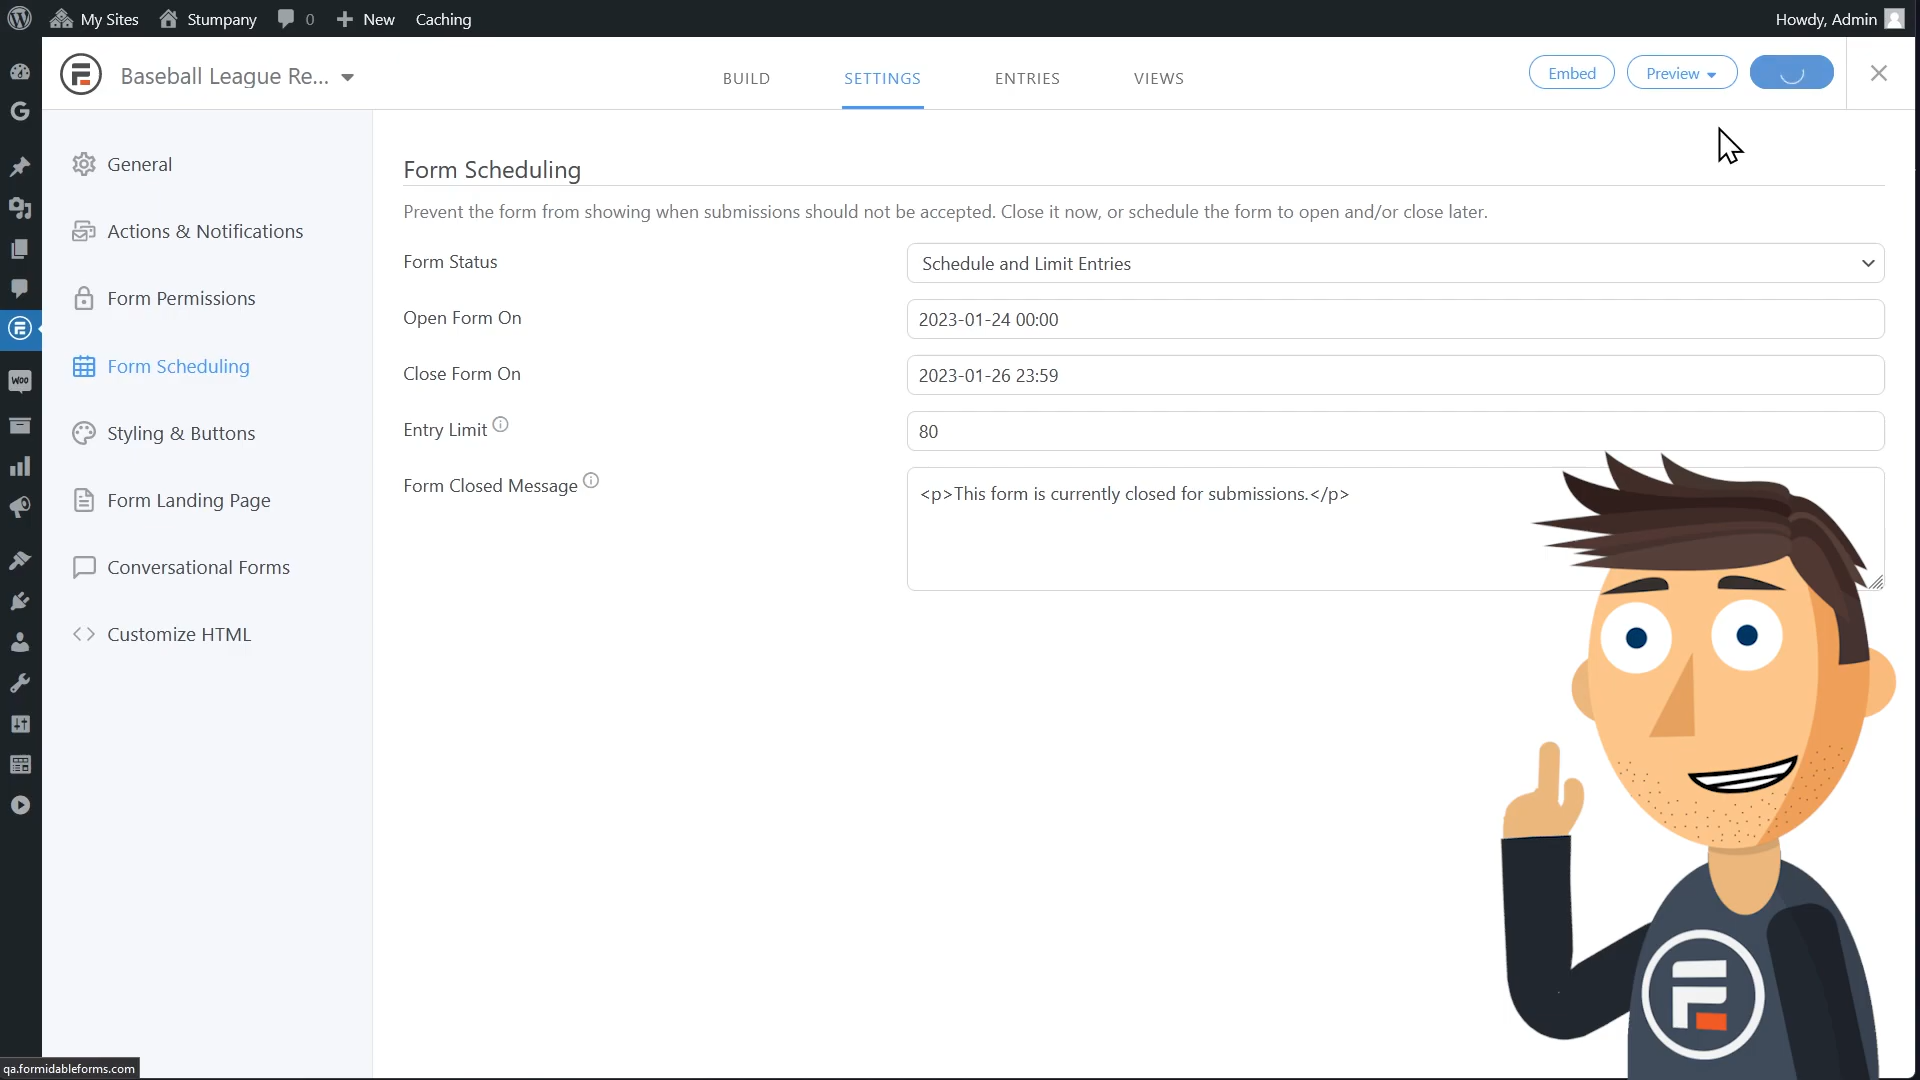 My Sites
Stumpany
0
New
Caching
Howdy, Admin
Baseball League Re...
BUILD
SETTINGS
ENTRIES
VIEWS
Embed
Preview
General
Actions & Notifications
Form Permissions
Form Scheduling
Styling & Buttons
Form Landing Page
Conversational Forms
Customize HTML
Form Scheduling
Prevent the form from showing when submissions should not be accepted. Close it now, or schedule the form to open and/or close later.
Form Status
Schedule and Limit Entries
Open Form On
2023-01-24 00:00
Close Form On
2023-01-26 23:59
Entry Limit
80
Form Closed Message
<p>This form is currently closed for submissions.</p>
Woo
qa.formidableforms.com